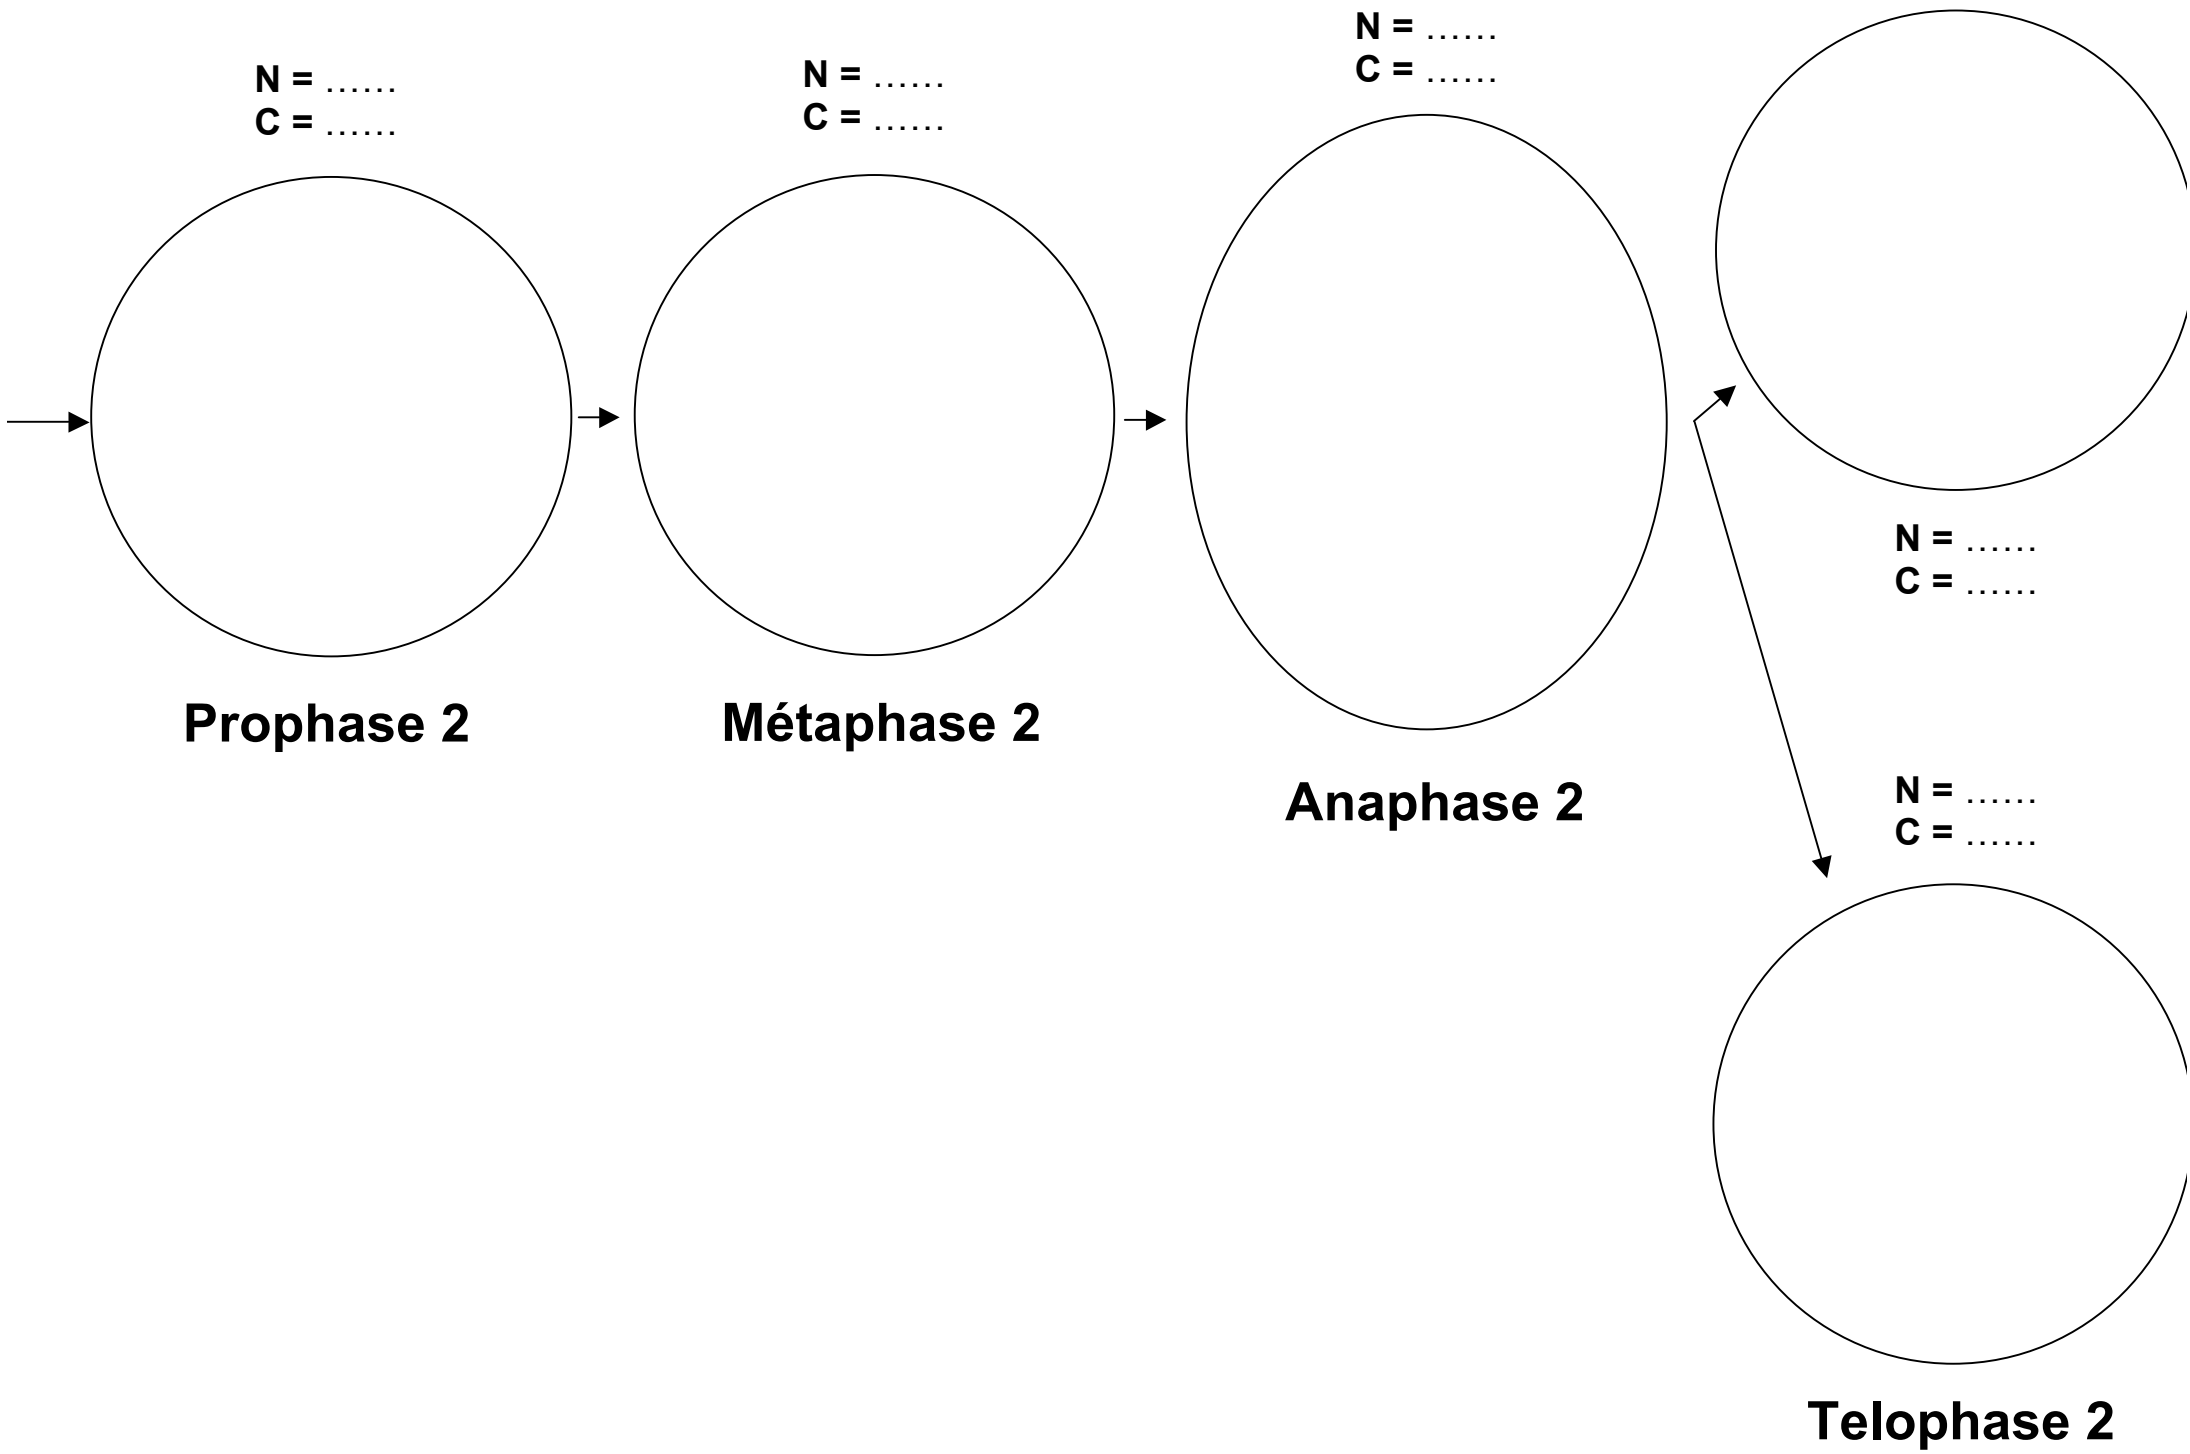 N = ......
C = ......
N = ......
C = ......
N = ......
C = ......
N = ......
C = ......
Prophase 2
Métaphase 2
Anaphase 2
N = ......
C = ......
Telophase 2